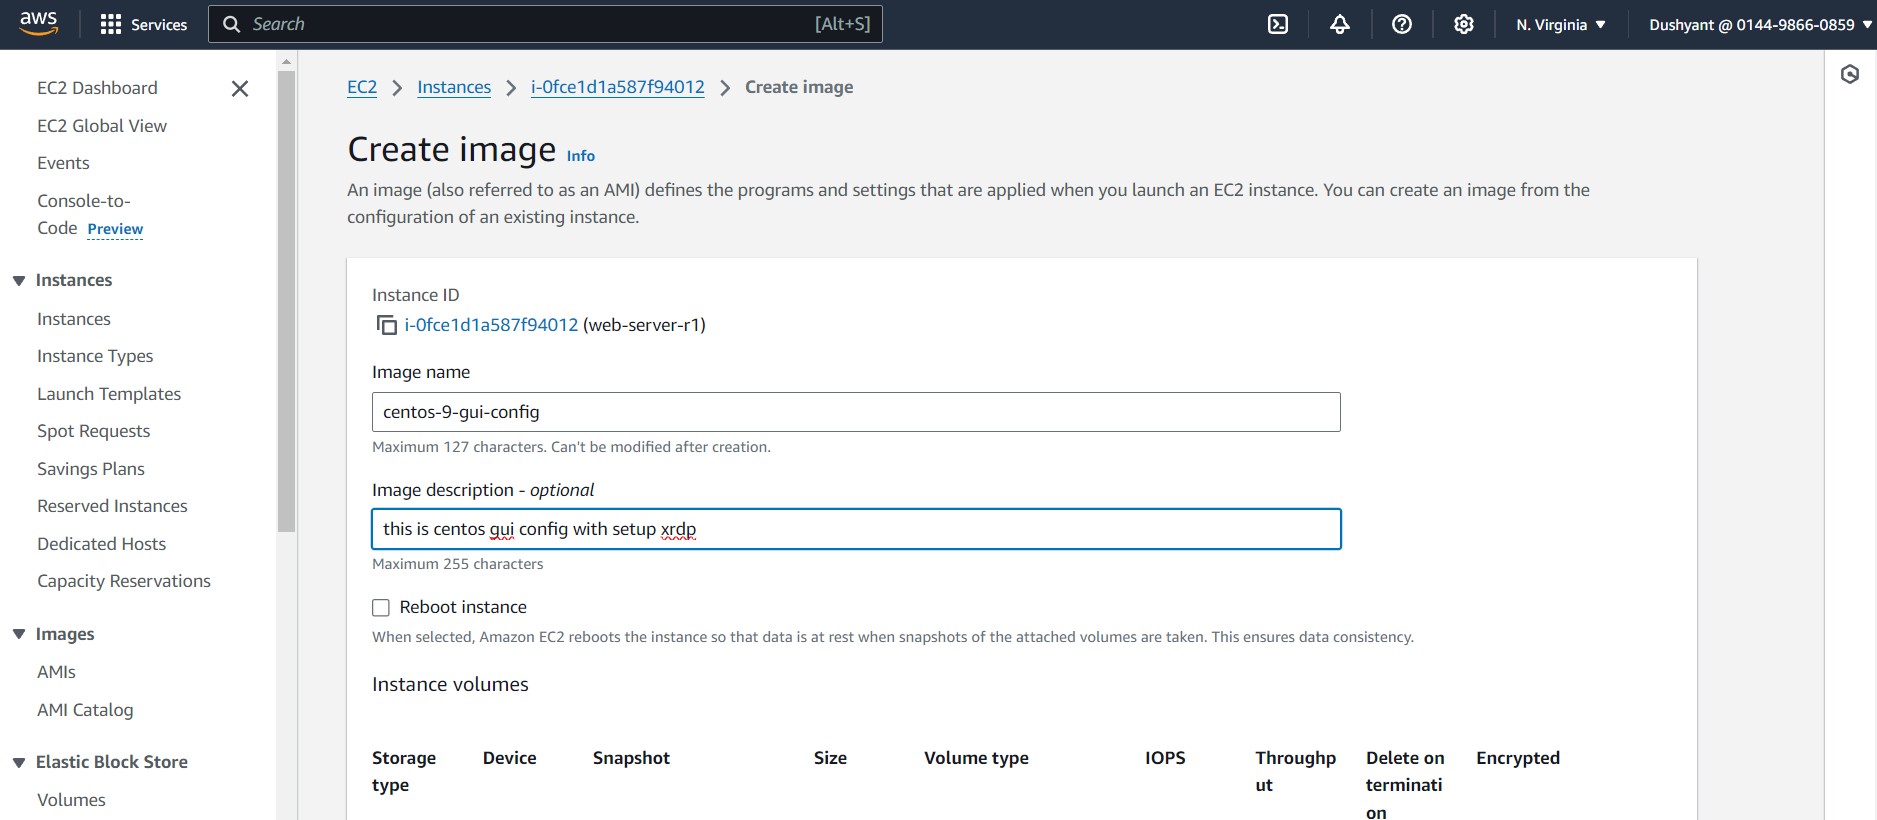 aws
Services
Search
[Alt+S]
N. Virginia
Dushyant @ 0144-9866-0859
EC2 Dashboard
EC2 Global View
Events
Console-to-
Code Preview
Instances
Instances
Instance Types
Launch Templates
Spot Requests
Savings Plans
Reserved Instances
Dedicated Hosts
Capacity Reservations
Images
AMIs
AMI Catalog
Elastic Block Store
Volumes
EC2 > Instances > i-0fce1d1a587f94012 > Create image
Create image Info
An image (also referred to as an AMI) defines the programs and settings that are applied when you launch an EC2 instance. You can create an image from the
configuration of an existing instance.
Instance ID
i-0fce1d1a587f94012 (web-server-r1)
Image name
centos-9-gui-config
Maximum 127 characters. Can't be modified after creation.
Image description - optional
this is centos gui config with setup xrdp
Maximum 255 characters
Reboot instance
When selected, Amazon EC2 reboots the instance so that data is at rest when snapshots of the attached volumes are taken. This ensures data consistency.
Instance volumes
Storage
type
Device
Snapshot
Size
Volume type
IOPS
Throughp
ut
Delete on
terminati
on
Encrypted